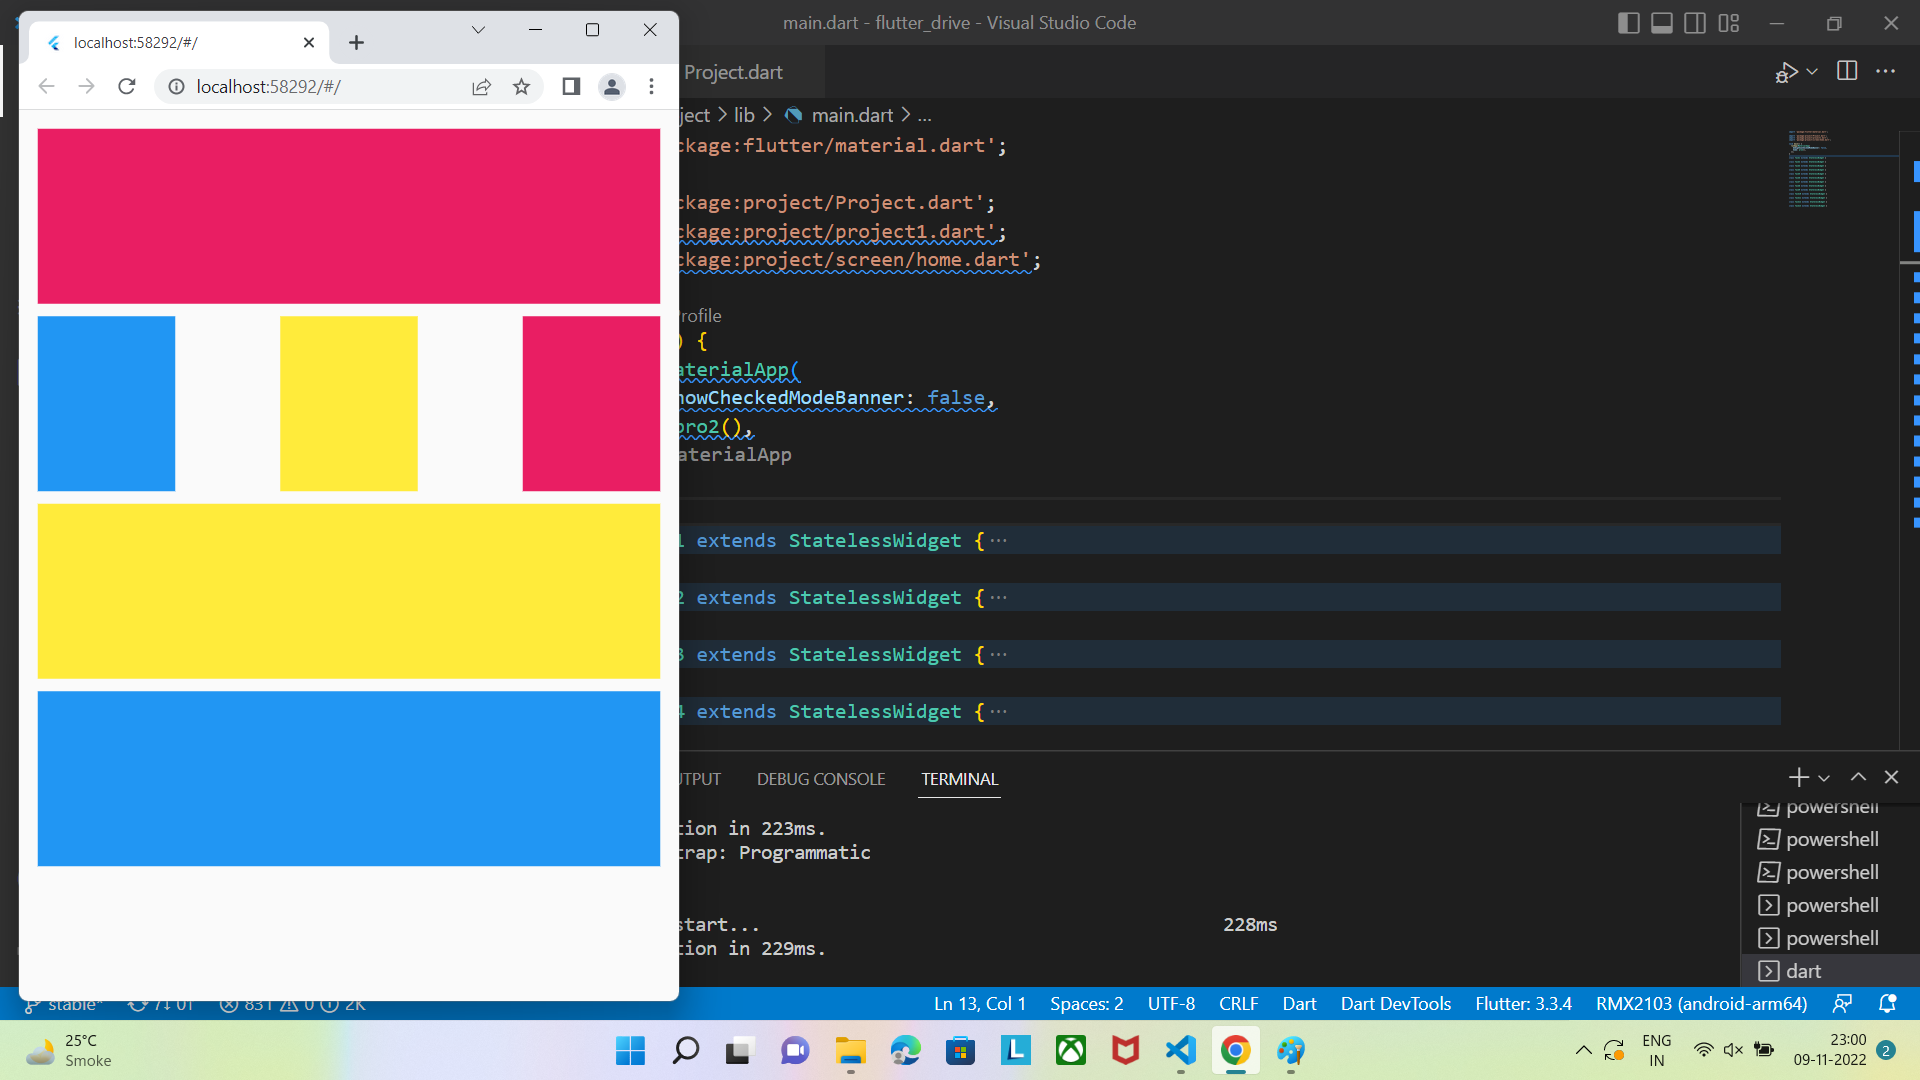 main.dart - flutter_drive - Visual Studio Code
localhost:58292/#/
localhost:58292/#/
Project.dart
ject > lib > main.dart > ...
ckage:flutter/material.dart';
ckage:project/Project.dart';
ckage:project/project1.dart';
ckage:project/screen/home.dart';
rofile
) {
aterialApp(
howCheckedModeBanner: false,
pro2(),
aterialApp
1 extends StatelessWidget {...
2 extends StatelessWidget {...
3 extends StatelessWidget {...
4 extends StatelessWidget {...
UTPUT DEBUG CONSOLE TERMINAL
tion in 223ms.
trap: Programmatic
start... 228ms
tion in 229ms.
powershell
powershell
powershell
powershell
powershell
dart
stable* 831 0 2K Ln 13, Col 1 Spaces: 2 UTF-8 CRLF Dart Dart DevTools Flutter: 3.3.4 RMX2103 (android-arm64)
25°C
Smoke
ENG
IN
23:00
09-11-2022
2